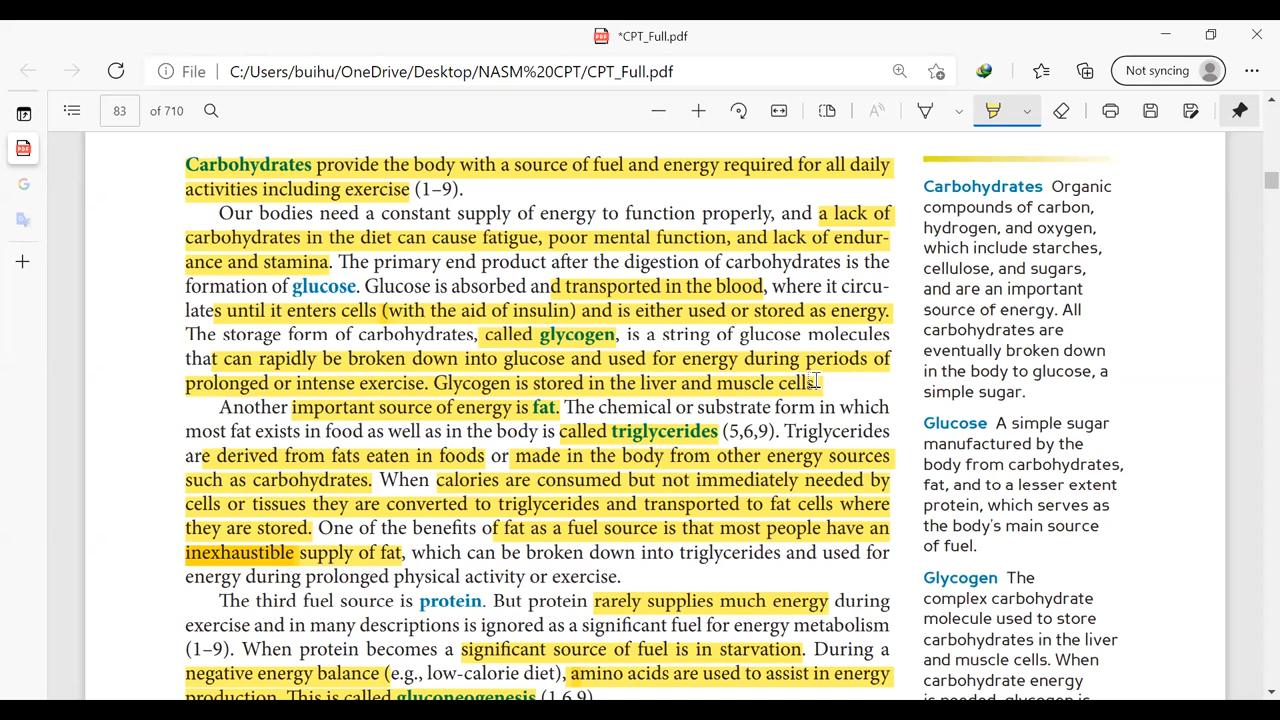 *CPT_Full.pdf
File
C:/Users/buihu/OneDrive/Desktop/NASM%20CPT/CPT_Full.pdf
Not syncing
83 of 710
Carbohydrates provide the body with a source of fuel and energy required for all daily
activities including exercise (1–9).
Our bodies need a constant supply of energy to function properly, and a lack of
carbohydrates in the diet can cause fatigue, poor mental function, and lack of endur-
ance and stamina. The primary end product after the digestion of carbohydrates is the
formation of glucose. Glucose is absorbed and transported in the blood, where it circu-
lates until it enters cells (with the aid of insulin) and is either used or stored as energy.
The storage form of carbohydrates, called glycogen, is a string of glucose molecules
that can rapidly be broken down into glucose and used for energy during periods of
prolonged or intense exercise. Glycogen is stored in the liver and muscle cells.
Another important source of energy is fat. The chemical or substrate form in which
most fat exists in food as well as in the body is called triglycerides (5,6,9). Triglycerides
are derived from fats eaten in foods or made in the body from other energy sources
such as carbohydrates. When calories are consumed but not immediately needed by
cells or tissues they are converted to triglycerides and transported to fat cells where
they are stored. One of the benefits of fat as a fuel source is that most people have an
inexhaustible supply of fat, which can be broken down into triglycerides and used for
energy during prolonged physical activity or exercise.
The third fuel source is protein. But protein rarely supplies much energy during
exercise and in many descriptions is ignored as a significant fuel for energy metabolism
(1–9). When protein becomes a significant source of fuel is in starvation. During a
negative energy balance (e.g., low-calorie diet), amino acids are used to assist in energy
production. This is called gluconeogenesis (1,6,9).
Carbohydrates Organic
compounds of carbon,
hydrogen, and oxygen,
which include starches,
cellulose, and sugars,
and are an important
source of energy. All
carbohydrates are
eventually broken down
in the body to glucose, a
simple sugar.
Glucose A simple sugar
manufactured by the
body from carbohydrates,
fat, and to a lesser extent
protein, which serves as
the body's main source
of fuel.
Glycogen The
complex carbohydrate
molecule used to store
carbohydrates in the liver
and muscle cells. When
carbohydrate energy
is needed, glycogen is